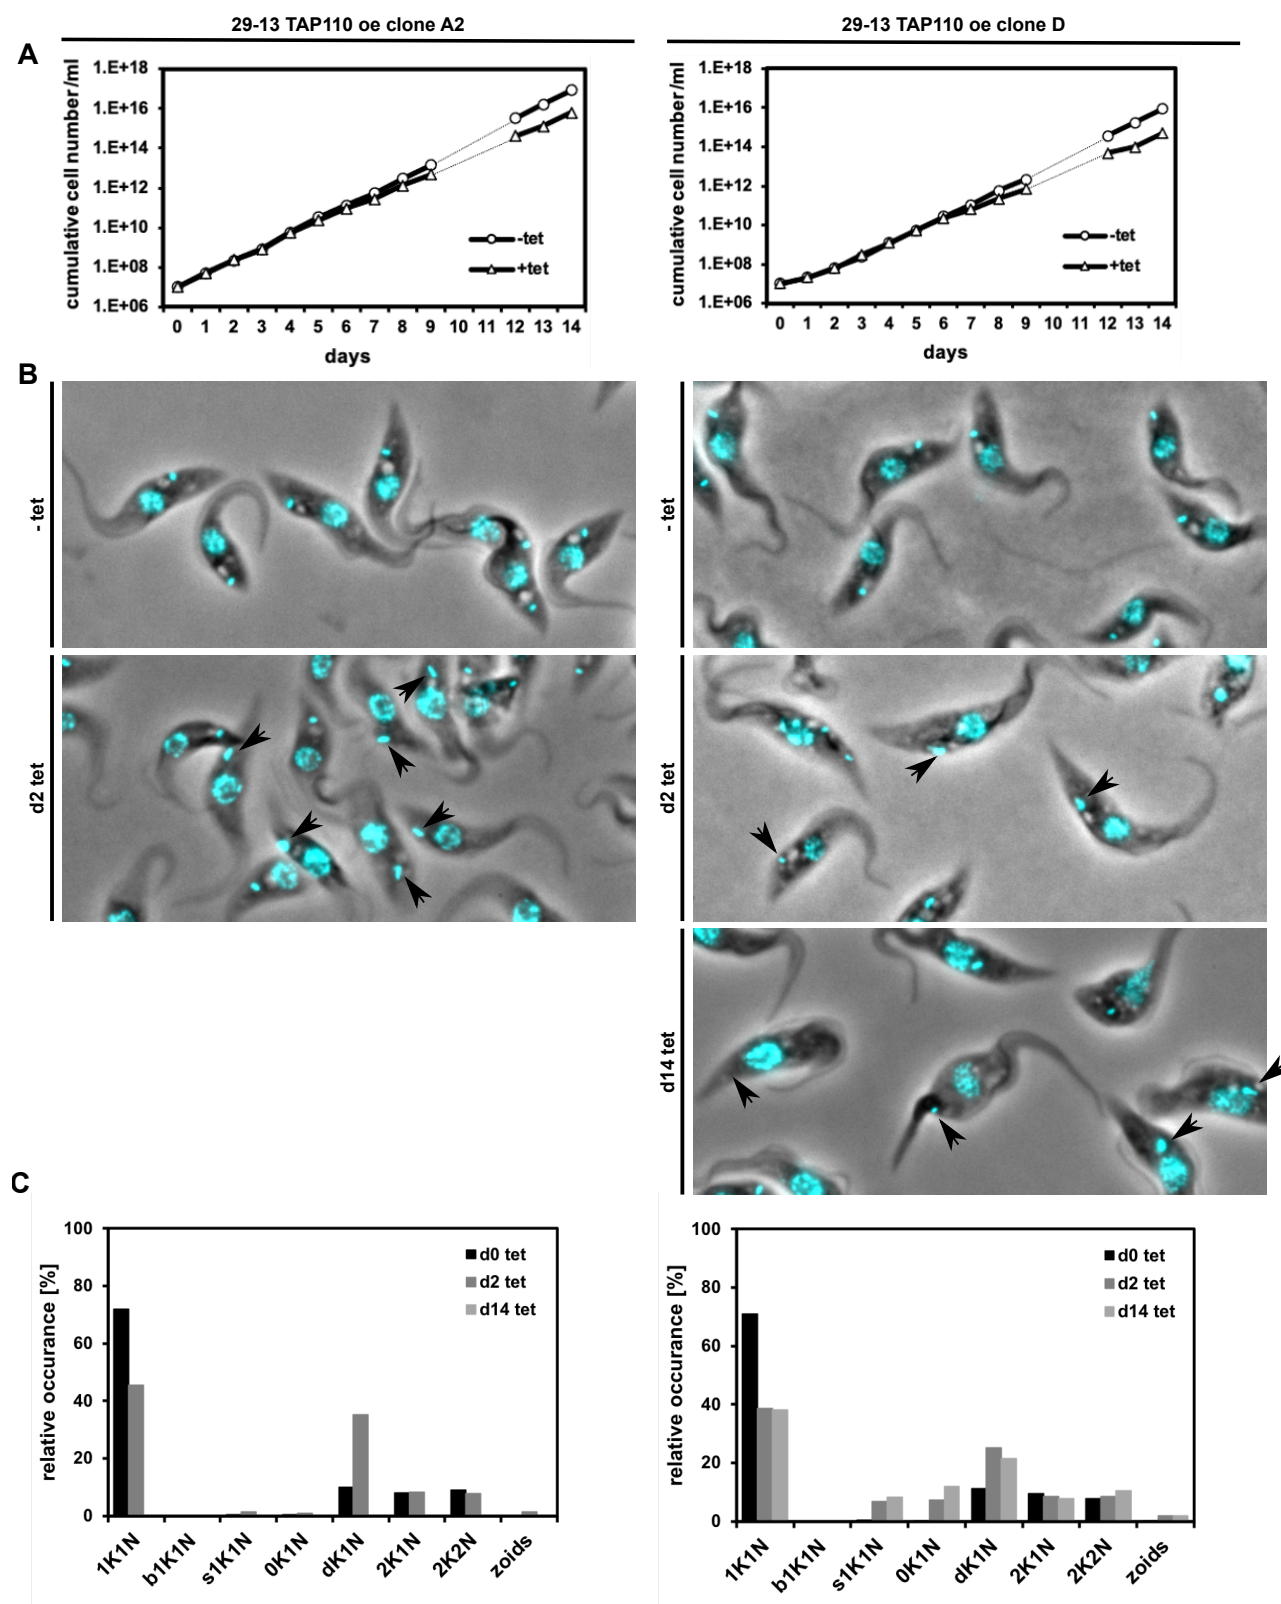 29-13 TAP110 oe clone A2
29-13 TAP110 oe clone D
A
cumulative cell number/ml
1.E+18
1.E+16
1.E+14
1.E+12
1.E+10
1.E+08
1.E+06
-tet
+tet
0 1 2 3 4 5 6 7 8 9 10 11 12 13 14
days
cumulative cell number/ml
1.E+18
1.E+16
1.E+14
1.E+12
1.E+10
1.E+08
1.E+06
-tet
+tet
0 1 2 3 4 5 6 7 8 9 10 11 12 13 14
days
B
- tet
- tet
d2 tet
d2 tet
d14 tet
C
relative occurance [%]
100
80
60
40
20
0
d0 tet
d2 tet
d14 tet
1K1N b1K1N s1K1N 0K1N dK1N 2K1N 2K2N zoids
relative occurance [%]
100
80
60
40
20
0
d0 tet
d2 tet
d14 tet
1K1N b1K1N s1K1N 0K1N dK1N 2K1N 2K2N zoids